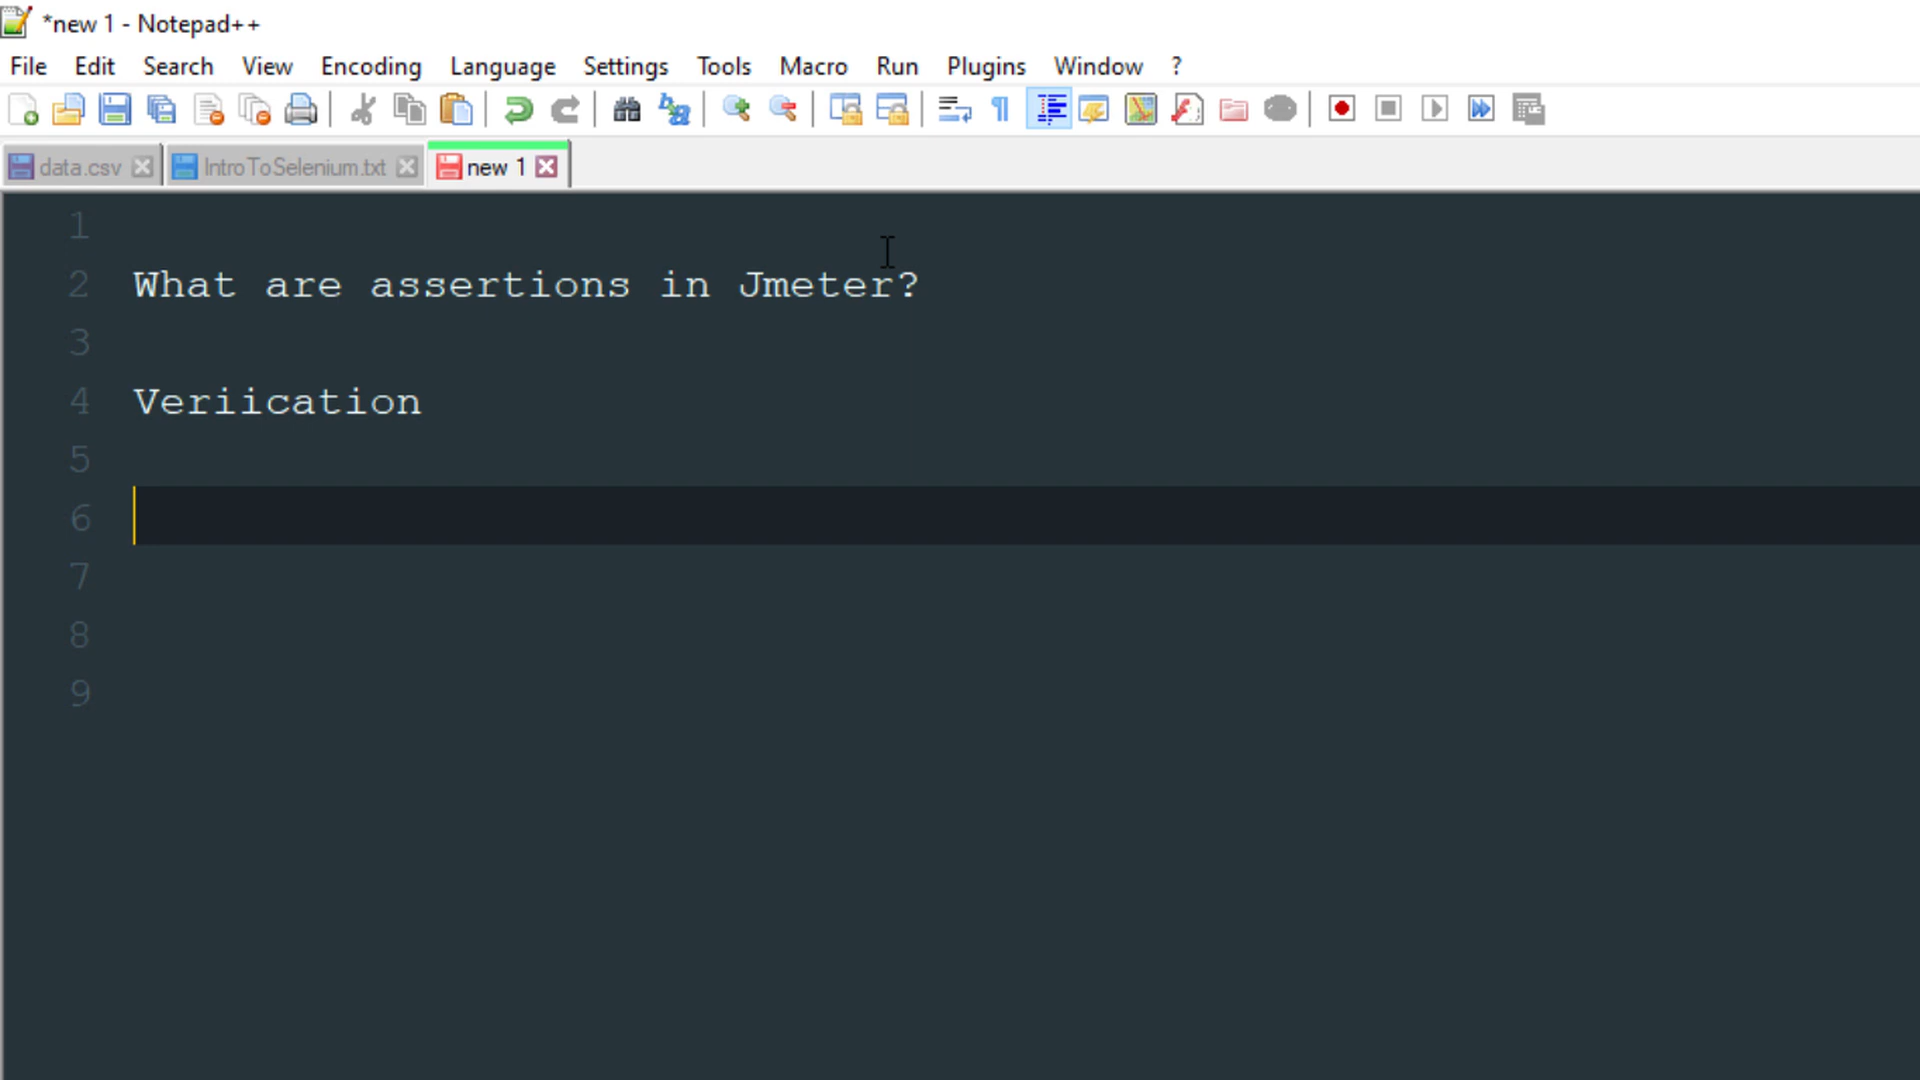 *new 1 - Notepad++
File Edit Search View Encoding Language Settings Tools Macro Run Plugins Window ?
data.csv IntroToSelenium.txt new 1
1
2 What are assertions in Jmeter?
3
4 Veriication
5
6
7
8
9